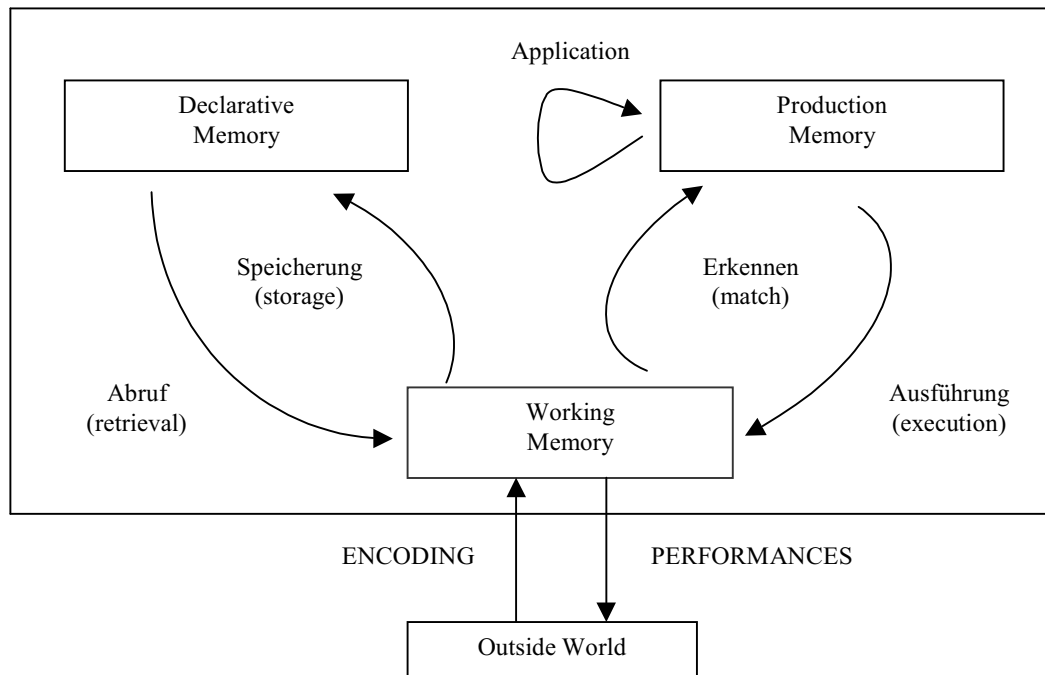 Application
Declarative
Memory
Production
Memory
Speicherung
(storage)
Erkennen
(match)
Abruf
(retrieval)
Working
Memory
Ausführung
(execution)
ENCODING
PERFORMANCES
Outside World